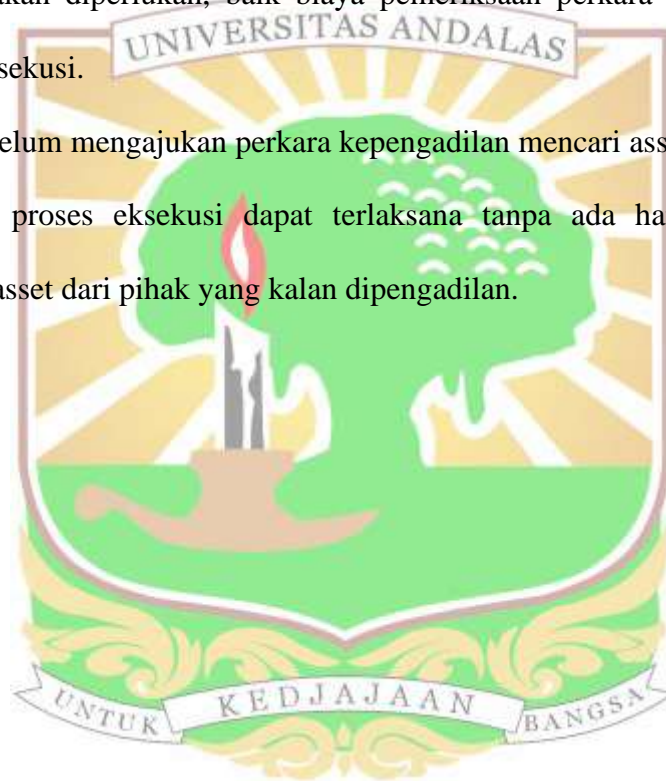 akan diperlukan, baik biaya pemeriksaan perkara
UNIVERSITAS ANDALAS
sekusi.
elum mengajukan perkara kepengadilan mencari ass
proses eksekusi dapat terlaksana tanpa ada ha
asset dari pihak yang kalan dipengadilan.
UNTUK KEDJAJAAN BANGSA